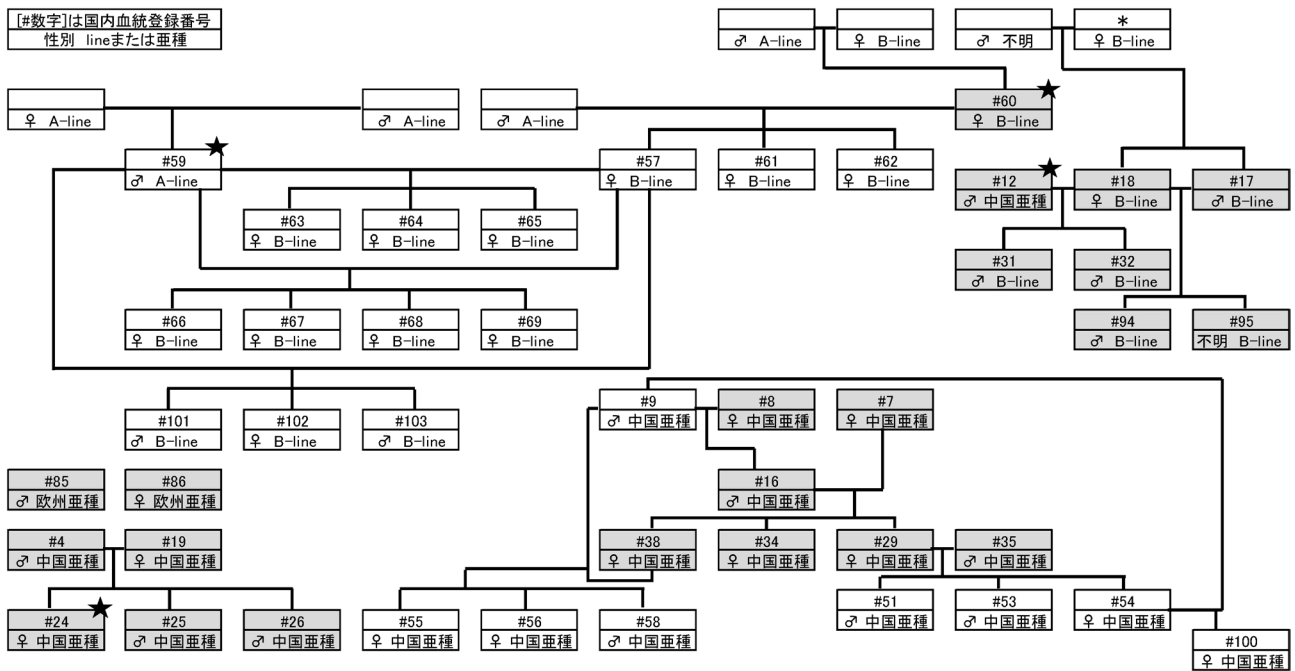 [#数字]は国内血統登録番号
性別 lineまたは亜種
♂ A-line
♀ B-line
♂ 不明
*
♀ B-line
♀ A-line
♂ A-line
♂ A-line
#60
♀ B-line
#59
♂ A-line
#57
♀ B-line
#61
♀ B-line
#62
♀ B-line
#12
♂ 中国亜種
#18
♀ B-line
#17
♂ B-line
#63
♀ B-line
#64
♀ B-line
#65
♀ B-line
#31
♂ B-line
#32
♂ B-line
#66
♀ B-line
#67
♀ B-line
#68
♀ B-line
#69
♀ B-line
#94
♂ B-line
#95
不明 B-line
#101
♂ B-line
#102
♀ B-line
#103
♂ B-line
#9
♂ 中国亜種
#8
♀ 中国亜種
#7
♀ 中国亜種
#85
♂ 欧州亜種
#86
♀ 欧州亜種
#16
♂ 中国亜種
#4
♂ 中国亜種
#19
♀ 中国亜種
#38
♀ 中国亜種
#34
♀ 中国亜種
#29
♀ 中国亜種
#35
♂ 中国亜種
#24
♀ 中国亜種
#25
♂ 中国亜種
#26
♂ 中国亜種
#55
♀ 中国亜種
#56
♀ 中国亜種
#58
♂ 中国亜種
#51
♂ 中国亜種
#53
♂ 中国亜種
#54
♀ 中国亜種
#100
♀ 中国亜種